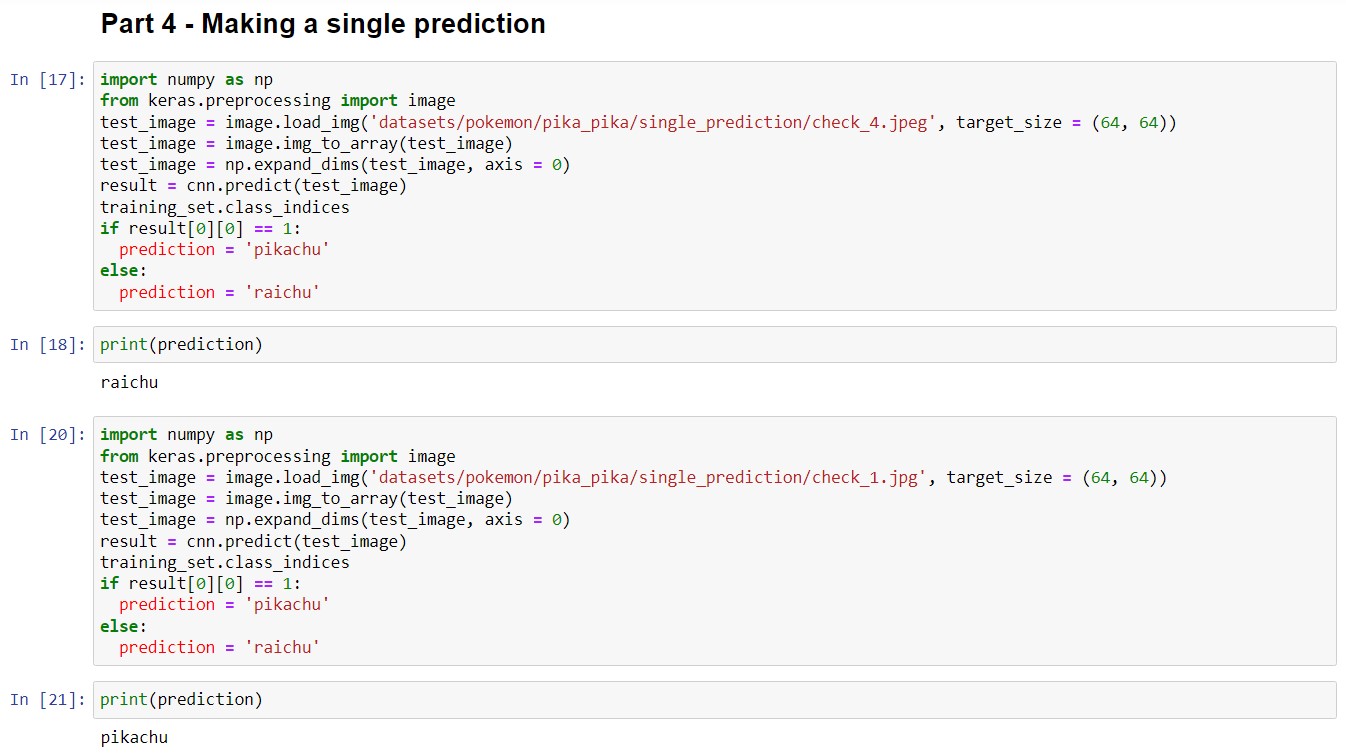 Part 4 - Making a single prediction
In [17]:
import numpy as np
from keras.preprocessing import image
test_image = image.load_img('datasets/pokemon/pika_pika/single_prediction/check_4.jpeg', target_size = (64, 64))
test_image = image.img_to_array(test_image)
test_image = np.expand_dims(test_image, axis = 0)
result = cnn.predict(test_image)
training_set.class_indices
if result[0][0] == 1:
  prediction = 'pikachu'
else:
  prediction = 'raichu'
In [18]:
print(prediction)
raichu
In [20]:
import numpy as np
from keras.preprocessing import image
test_image = image.load_img('datasets/pokemon/pika_pika/single_prediction/check_1.jpg', target_size = (64, 64))
test_image = image.img_to_array(test_image)
test_image = np.expand_dims(test_image, axis = 0)
result = cnn.predict(test_image)
training_set.class_indices
if result[0][0] == 1:
  prediction = 'pikachu'
else:
  prediction = 'raichu'
In [21]:
print(prediction)
pikachu